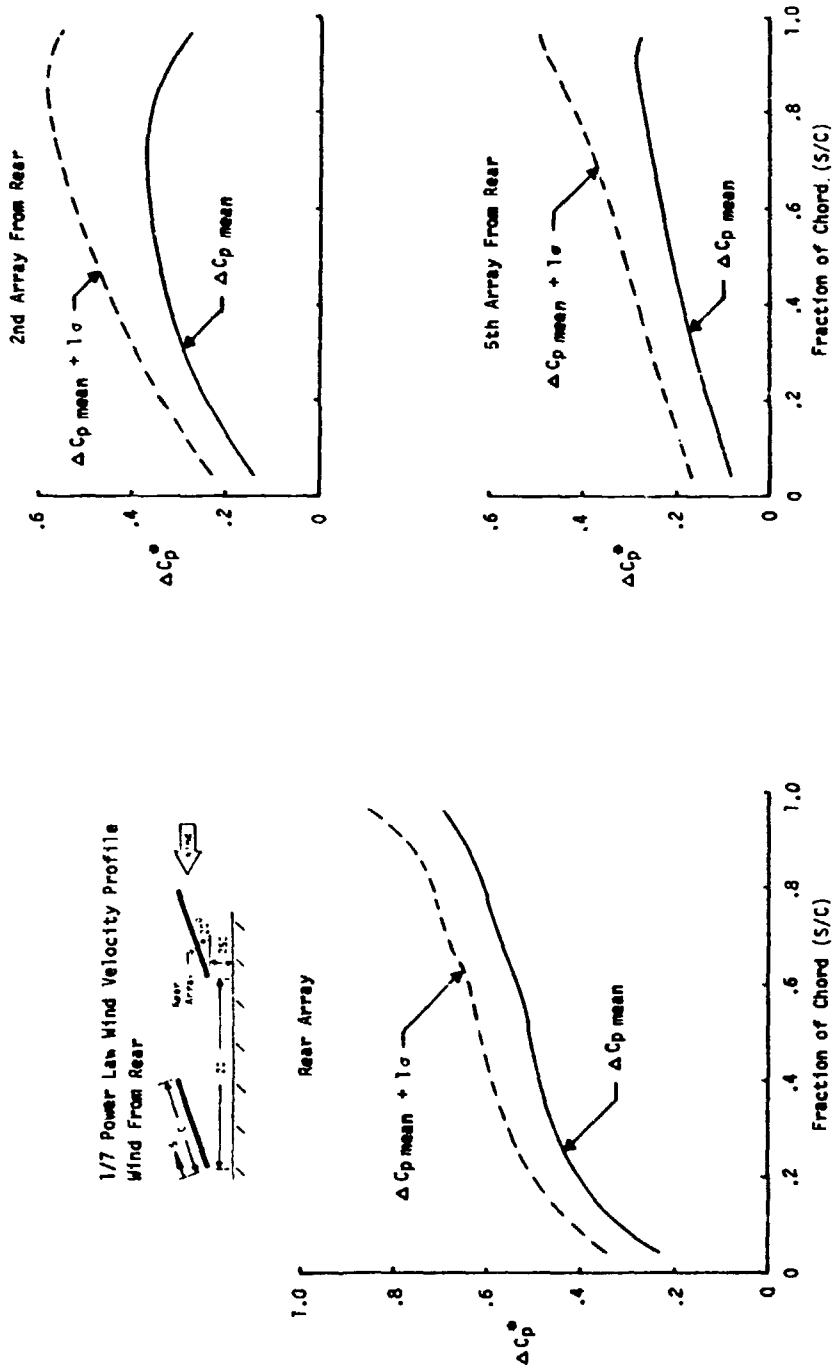 1/7 Power Law Wind Velocity Profile
Wind From Rear
Rear
Array
S
C
2C
Wind
Rear Array
1.0
.8
.6
.4
.2
0
ΔCp*
ΔCp mean + 1σ
ΔCp mean
0 .2 .4 .6 .8 1.0
Fraction of Chord (S/C)
2nd Array From Rear
.6
.4
.2
0
ΔCp*
ΔCp mean + 1σ
ΔCp mean
5th Array From Rear
.6
.4
.2
0
ΔCp*
ΔCp mean + 1σ
ΔCp mean
0 .2 .4 .6 .8 1.0
Fraction of Chord (S/C)